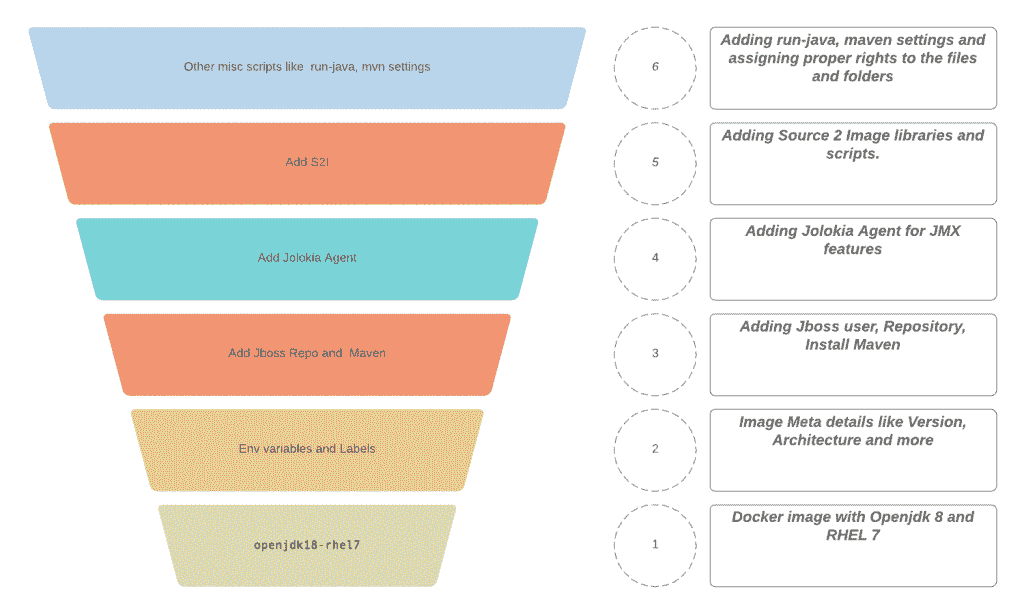 Other misc scripts like  run-java, mvn settings
6
Adding run-java, maven settings and
assigning proper rights to the files
and folders
Add S2I
5
Adding Source 2 Image libraries and
scripts.
Add Jolokia Agent
4
Adding Jolokia Agent for JMX
features
Add Jboss Repo and  Maven
3
Adding Jboss user, Repository,
Install Maven
Env variables and Labels
2
Image Meta details like Version,
Architecture and more
openjdk18-rhel7
1
Docker image with Openjdk 8 and
RHEL 7